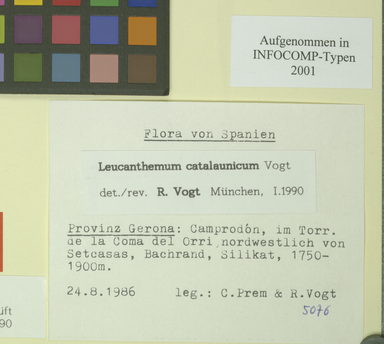 Aufgenommen in
INFOCOMP-Typen
2001
Flora von Spanien
Leucanthemum catalaunicum Vogt
det./rev. R. Vogt München, I.1990
Provinz Gerona: Camprodón, im Torr.
de la Coma del Orri, nordwestlich von
Setcasas, Bachrand, Silikat, 1750-
1900m.
24.8.1986 leg.: C.Prem & R.Vogt
5076
üft
90